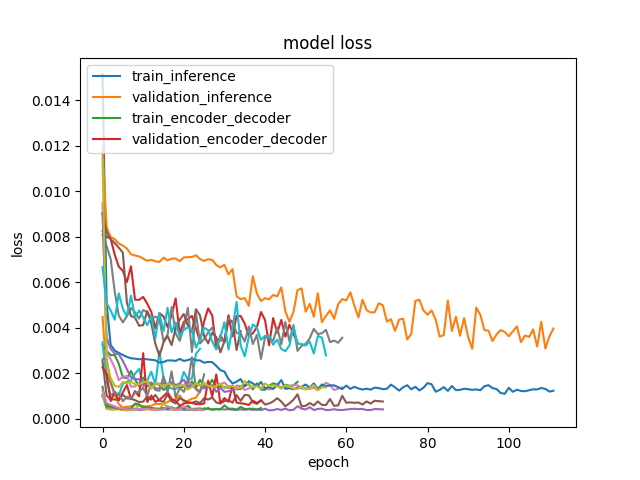 model loss
train_inference
validation_inference
train_encoder_decoder
validation_encoder_decoder
0.014
0.012
0.010
0.008
0.006
0.004
0.002
0.000
loss
0 20 40 60 80 100
epoch